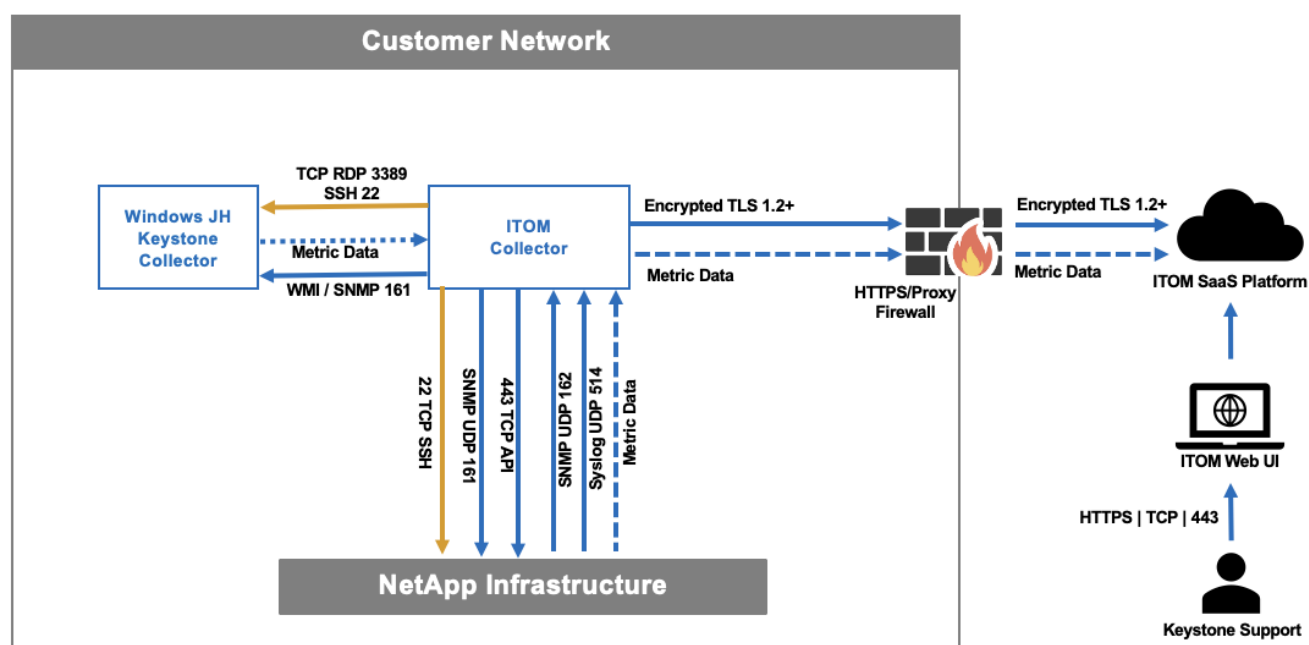 Customer Network
TCP RDP 3389
SSH 22
Windows JH
Keystone
Collector
Metric Data
WMI / SNMP 161
ITOM
Collector
Encrypted TLS 1.2+
Metric Data
HTTPS/Proxy
Firewall
Encrypted TLS 1.2+
Metric Data
ITOM SaaS Platform
22 TCP SSH
SNMP UDP 161
443 TCP API
SNMP UDP 162
Syslog UDP 514
Metric Data
ITOM Web UI
HTTPS | TCP | 443
NetApp Infrastructure
Keystone Support